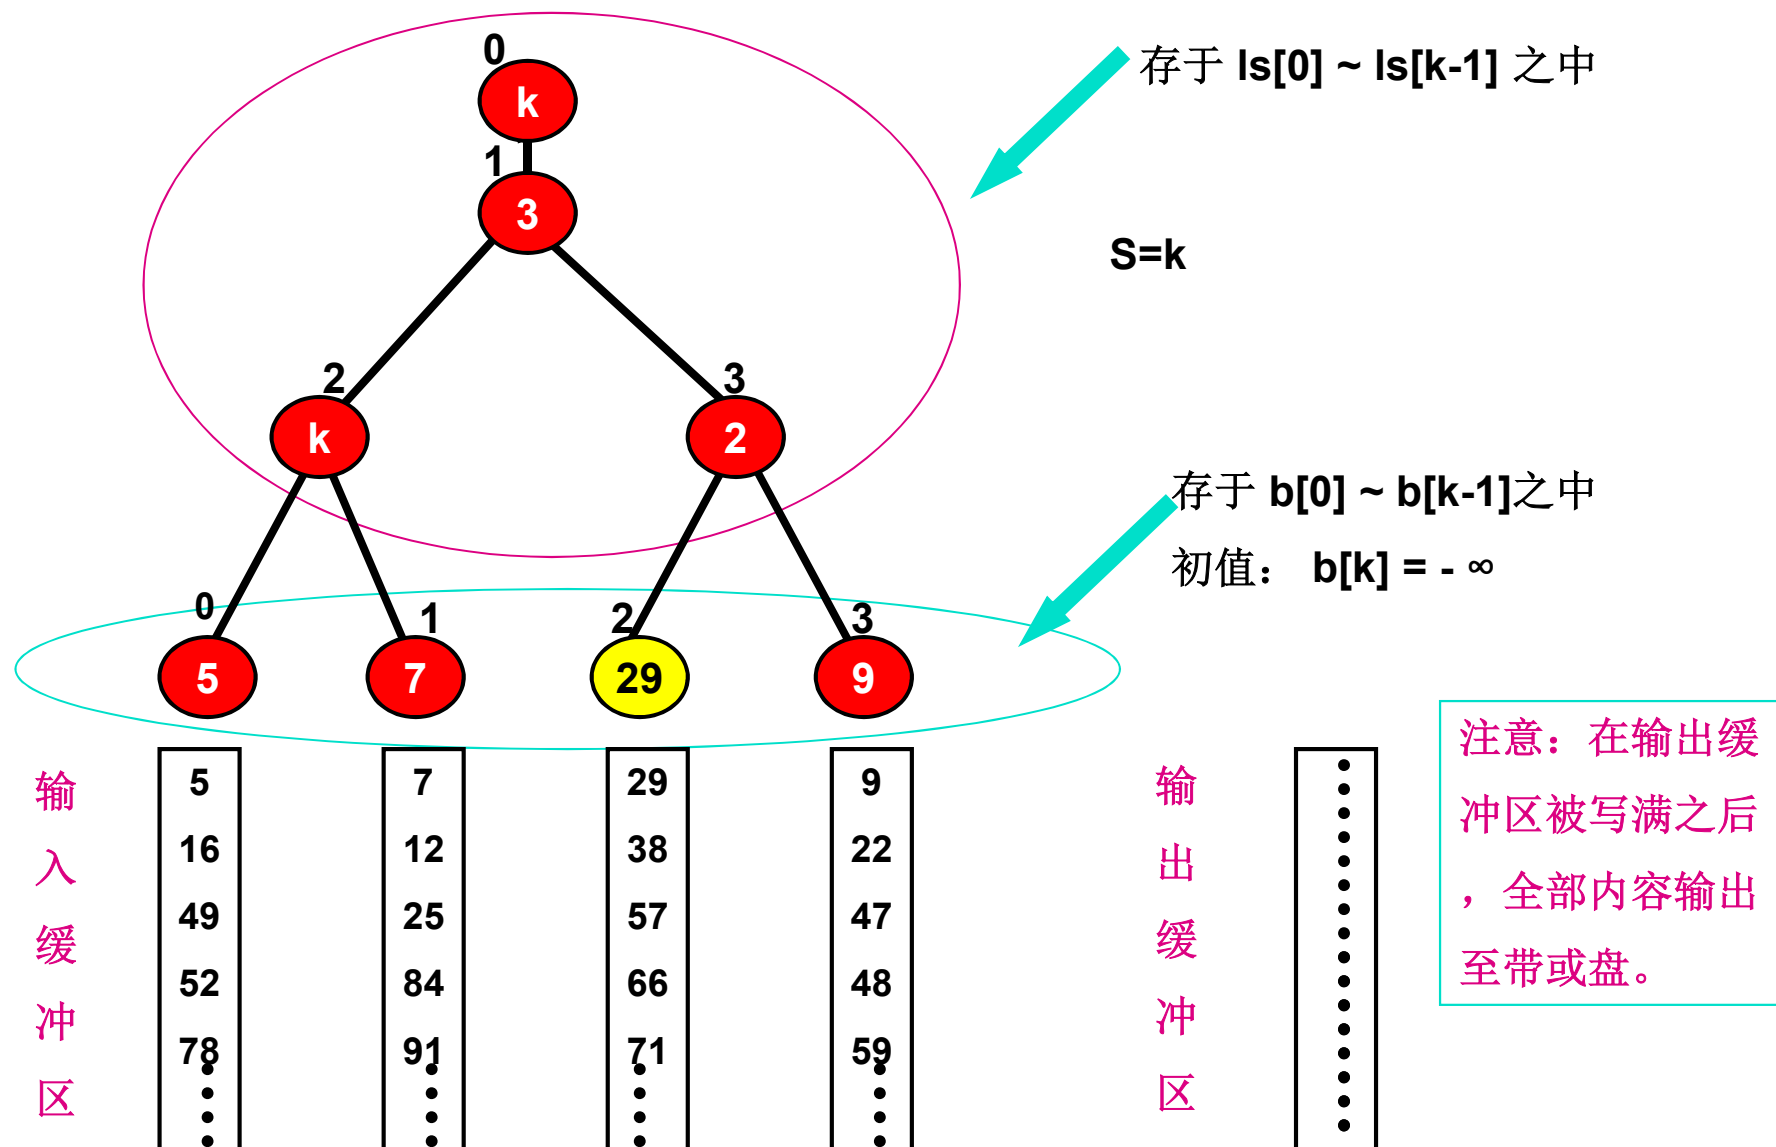 0
k
存于 ls[0] ~ ls[k-1] 之中
1
3
S=k
2
3
k
2
存于 b[0] ~ b[k-1]之中
初值： b[k] = - ∞
0
1
2
3
5
7
29
9
输入缓冲区
5
16
49
52
78
7
12
25
84
91
29
38
57
66
71
9
22
47
48
59
输出缓冲区
注意：在输出缓
冲区被写满之后
，全部内容输出
至带或盘。